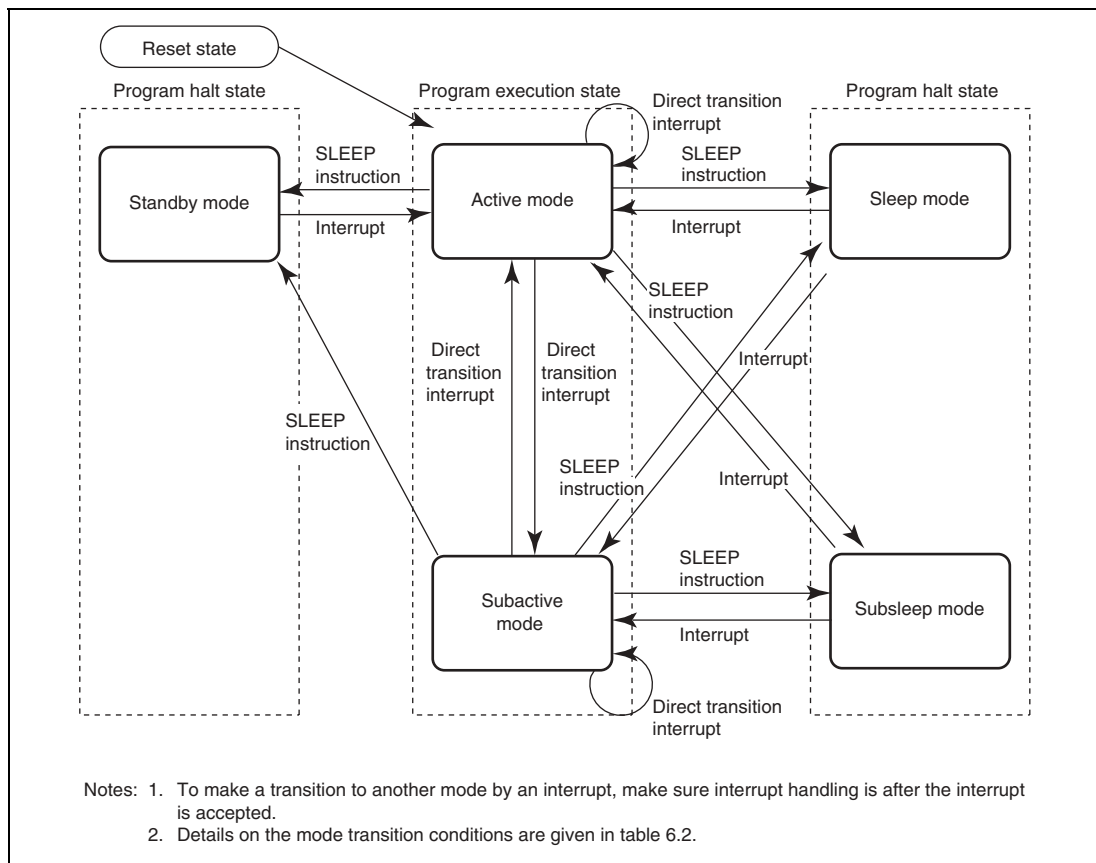 Reset state
Program halt state
Program execution state
Program halt state
Direct transition
interrupt
SLEEP
instruction
SLEEP
instruction
Standby mode
Active mode
Sleep mode
Interrupt
Interrupt
SLEEP
instruction
Direct
transition
interrupt
Direct
transition
interrupt
Interrupt
SLEEP
instruction
SLEEP
instruction
Interrupt
SLEEP
instruction
Subactive
mode
Subsleep mode
Interrupt
Direct transition
interrupt
Notes: 1. To make a transition to another mode by an interrupt, make sure interrupt handling is after the interrupt
is accepted.
2. Details on the mode transition conditions are given in table 6.2.